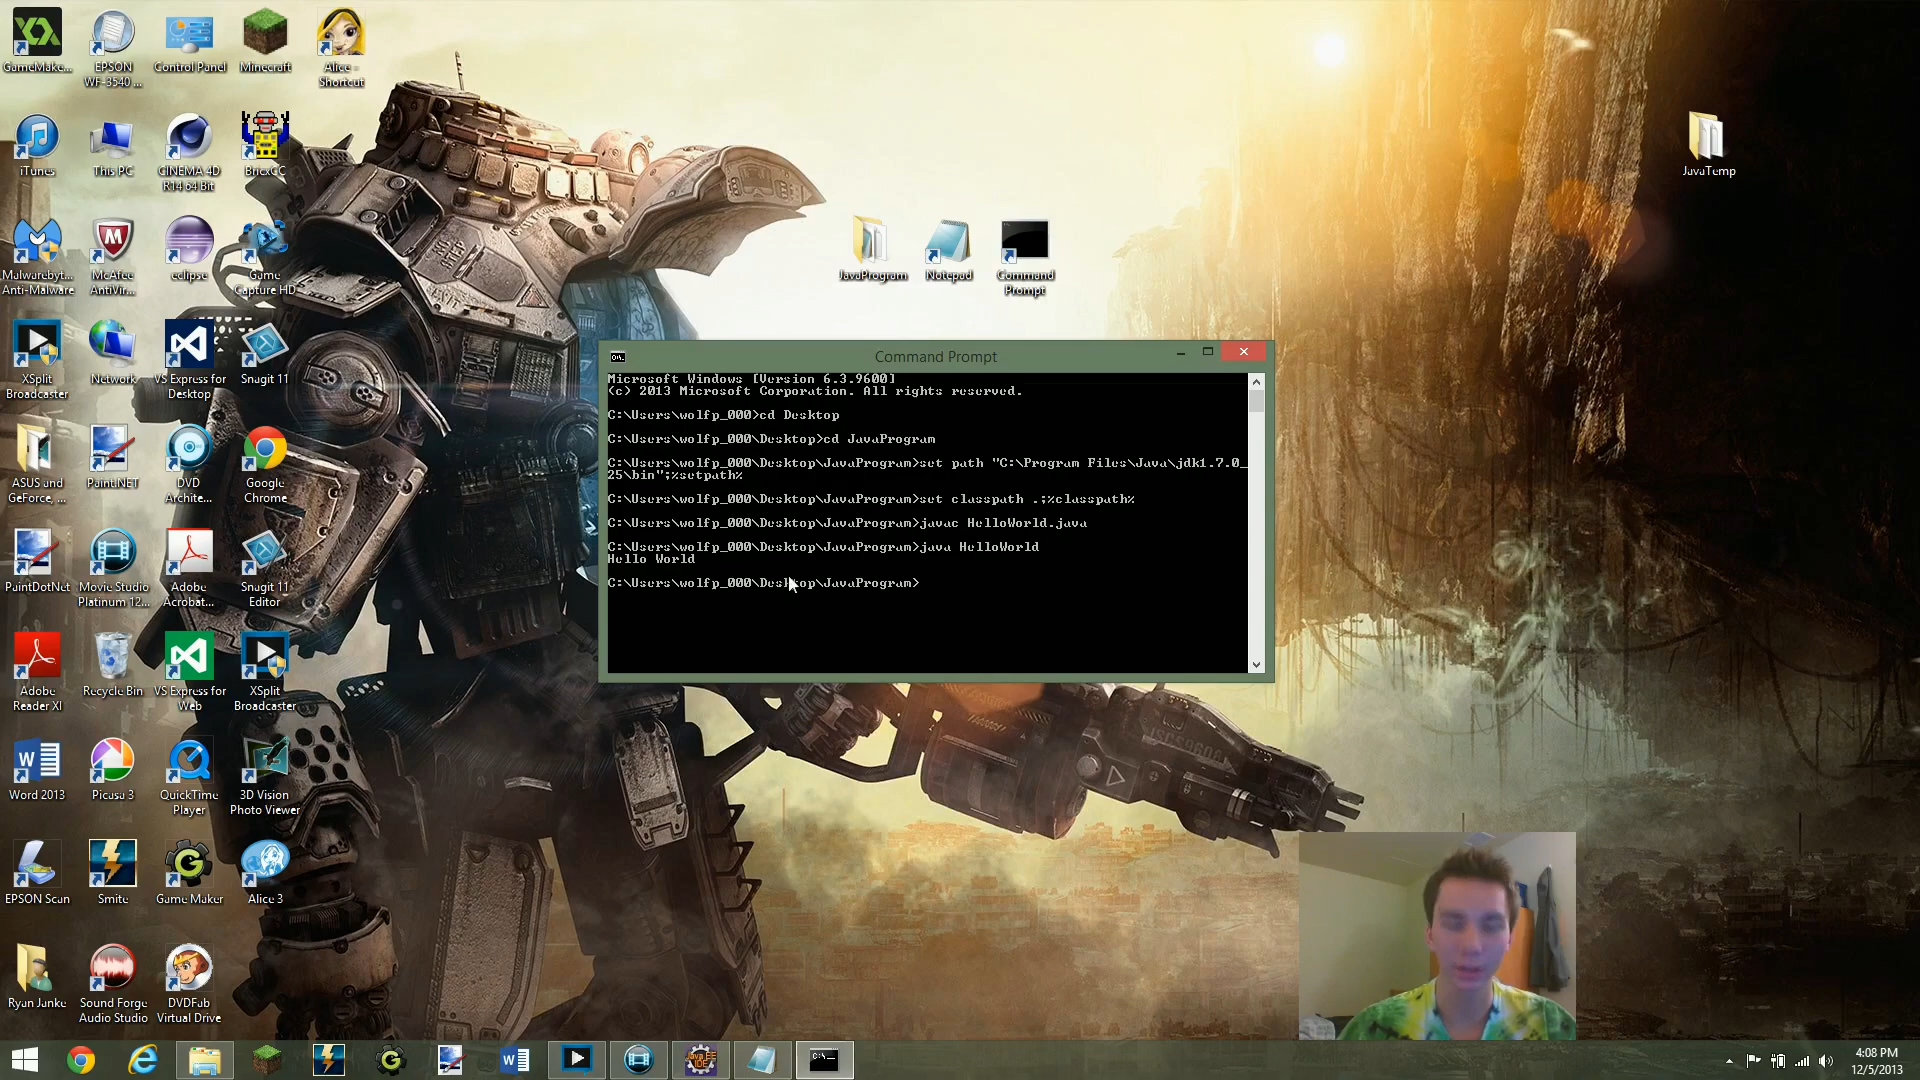 GameMake...
EPSON
WF-3540 ...
Control Panel
Minecraft
Alice -
Shortcut
iTunes
This PC
CINEMA 4D
R14 64 Bit
BricxCC
JavaTemp
Malwarebyt...
Anti-Malware
McAfee
AntiVir...
eclipse
Game
Capture HD
JavaProgram
Notepad
Command
Prompt
XSplit
Broadcaster
Network
VS Express for
Desktop
Snagit 11
Command Prompt
Microsoft Windows [Version 6.3.9600]
(c) 2013 Microsoft Corporation. All rights reserved.
C:\Users\wolfp_000>cd Desktop
C:\Users\wolfp_000\Desktop>cd JavaProgram
C:\Users\wolfp_000\Desktop\JavaProgram>set path "C:\Program Files\Java\jdk1.7.0_
25\bin";%setpath%
C:\Users\wolfp_000\Desktop\JavaProgram>set classpath .;%classpath%
C:\Users\wolfp_000\Desktop\JavaProgram>javac HelloWorld.java
C:\Users\wolfp_000\Desktop\JavaProgram>java HelloWorld
Hello World
C:\Users\wolfp_000\Desktop\JavaProgram>
ASUS and
GeForce, ...
Paint.NET
DVD
Archite...
Google
Chrome
PaintDotNet
Movie Studio
Platinum 12...
Adobe
Acrobat...
Snagit 11
Editor
Adobe
Reader XI
Recycle Bin
VS Express for
Web
XSplit
Broadcaster
Word 2013
Picasa 3
QuickTime
Player
3D Vision
Photo Viewer
EPSON Scan
Smite
Game Maker
Alice 3
Ryan Janke
Sound Forge
Audio Studio
DVDFab
Virtual Drive
Java EE
IDE
C:\_
4:08 PM
12/5/2013